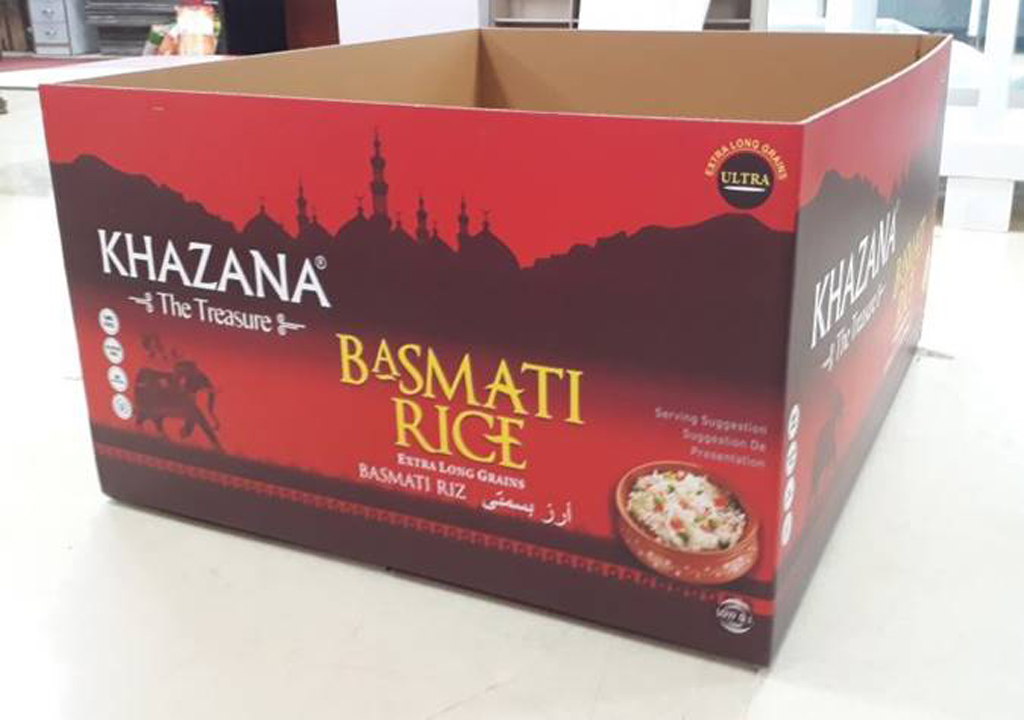 EXTRA LONG GRAINS
ULTRA
KHAZANA®
The Treasure
BASMATI
RICE
EXTRA LONG GRAINS
BASMATI RIZ ارز بسمتى
Serving Suggestion
Suggestion De
Presentation
KHAZANA
The Treasure